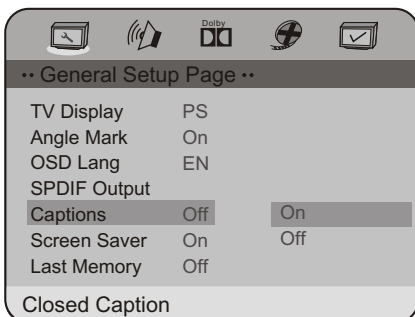 Dolby
•• General Setup Page ••
TV Display PS
Angle Mark On
OSD Lang EN
SPDIF Output
Captions Off On
Screen Saver On Off
Last Memory Off
Closed Caption